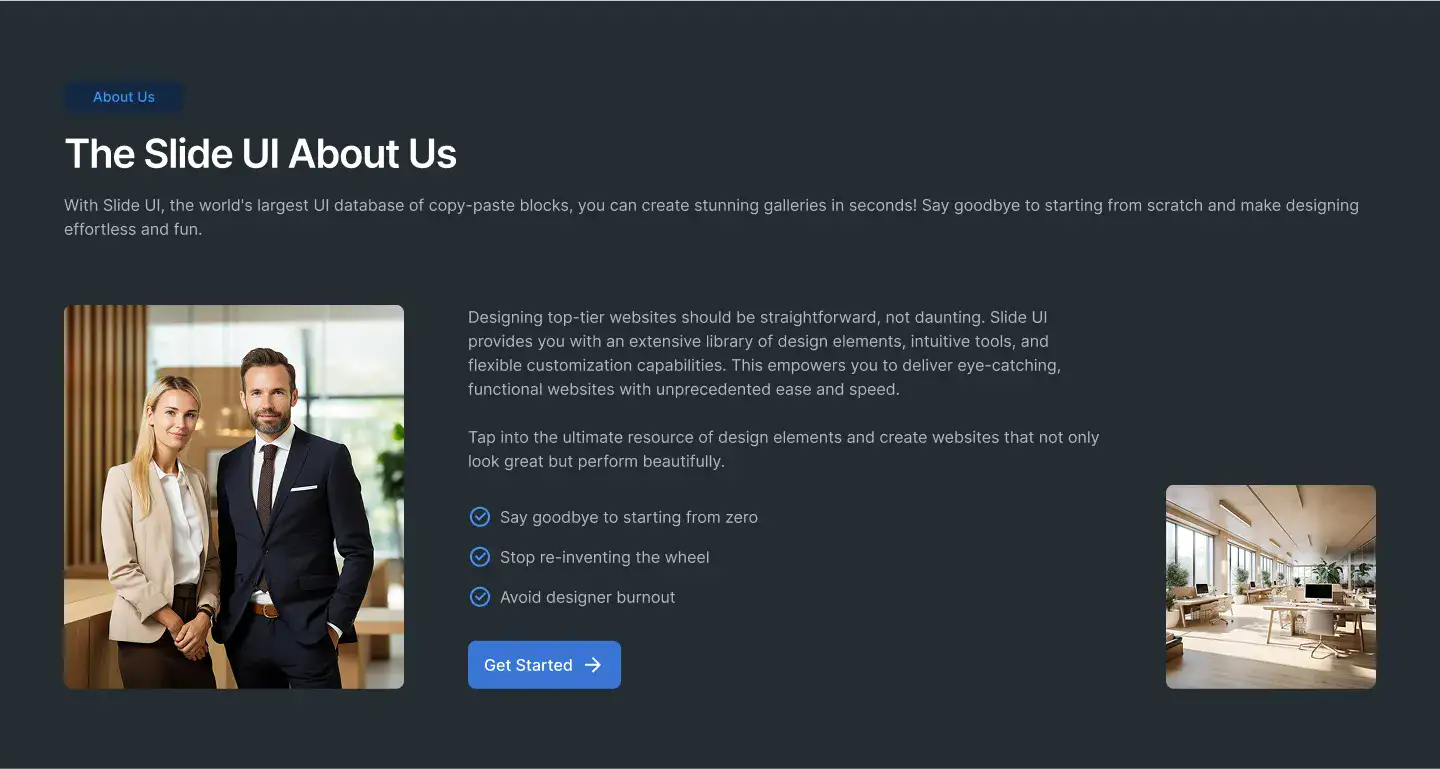 About Us
The Slide UI About Us
With Slide UI, the world's largest UI database of copy-paste blocks, you can create stunning galleries in seconds! Say goodbye to starting from scratch and make designing
effortless and fun.
Designing top-tier websites should be straightforward, not daunting. Slide UI
provides you with an extensive library of design elements, intuitive tools, and
flexible customization capabilities. This empowers you to deliver eye-catching,
functional websites with unprecedented ease and speed.
Tap into the ultimate resource of design elements and create websites that not only
look great but perform beautifully.
Say goodbye to starting from zero
Stop re-inventing the wheel
Avoid designer burnout
Get Started